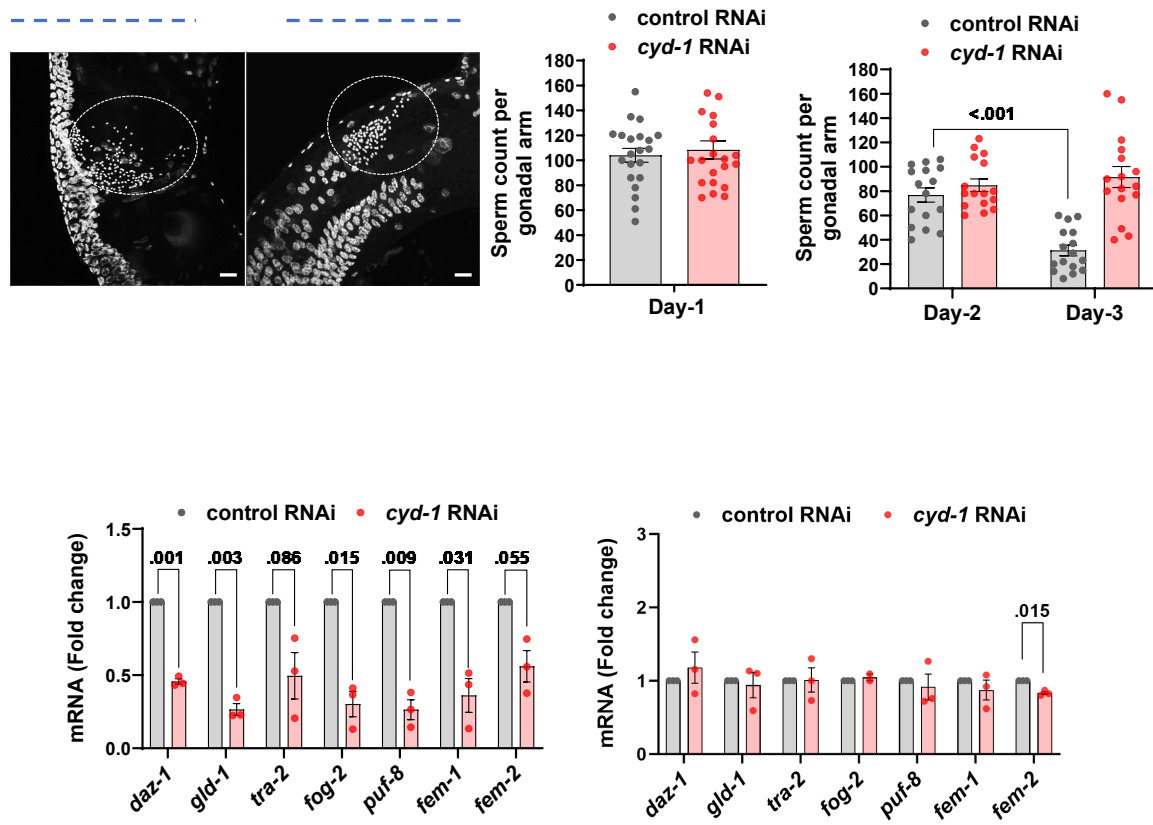 control RNAi
cyd-1 RNAi
Sperm count per
gonadal arm
180
160
140
120
100
80
60
40
20
0
Day-1
control RNAi
cyd-1 RNAi
Sperm count per
gonadal arm
180
160
140
120
100
80
60
40
20
0
<.001
Day-2 Day-3
control RNAi cyd-1 RNAi
mRNA (Fold change)
1.5
1.0
0.5
0.0
.001 .003 .086 .015 .009 .031 .055
daz-1 gld-1 tra-2 fog-2 puf-8 fem-1 fem-2
control RNAi cyd-1 RNAi
mRNA (Fold change)
3
2
1
0
.015
daz-1 gld-1 tra-2 fog-2 puf-8 fem-1 fem-2